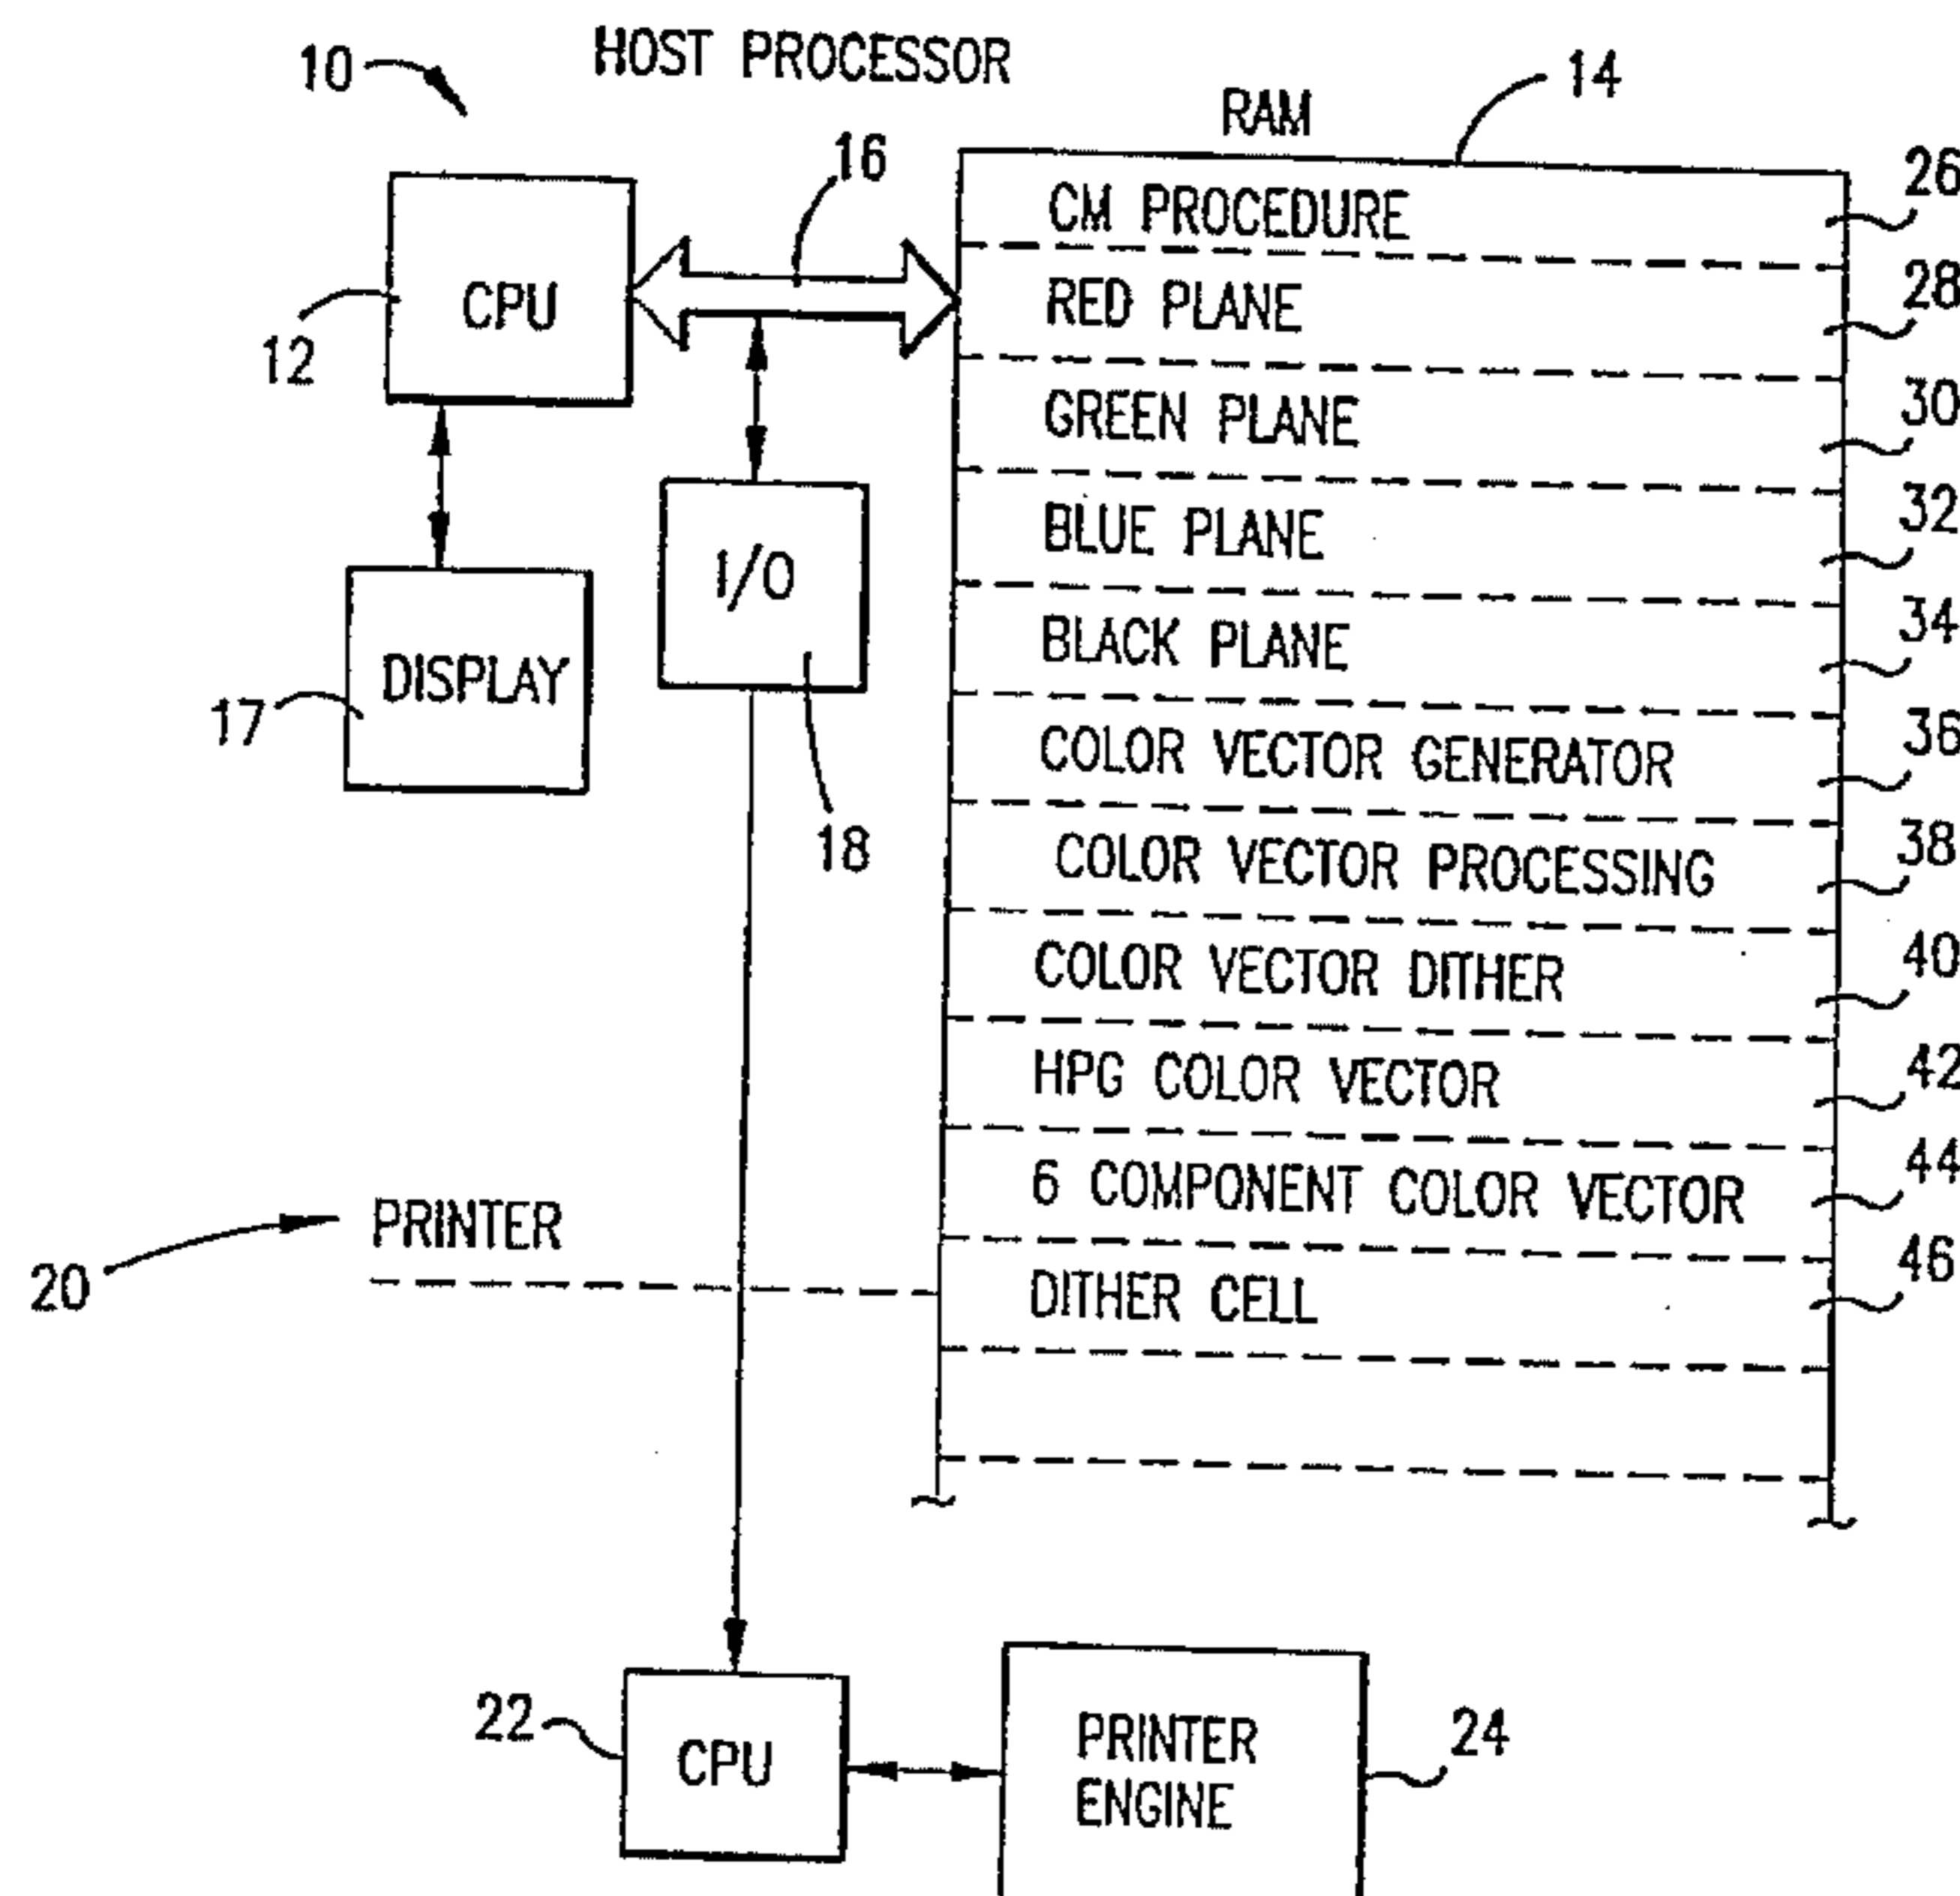 HOST PROCESSOR
10
RAM
14
16
CPU
12
CM PROCEDURE
26
RED PLANE
28
GREEN PLANE
30
BLUE PLANE
32
I/O
18
DISPLAY
17
BLACK PLANE
34
COLOR VECTOR GENERATOR
36
COLOR VECTOR PROCESSING
38
COLOR VECTOR DITHER
40
HPG COLOR VECTOR
42
6 COMPONENT COLOR VECTOR
44
DITHER CELL
46
PRINTER
20
CPU
22
PRINTER
ENGINE
24